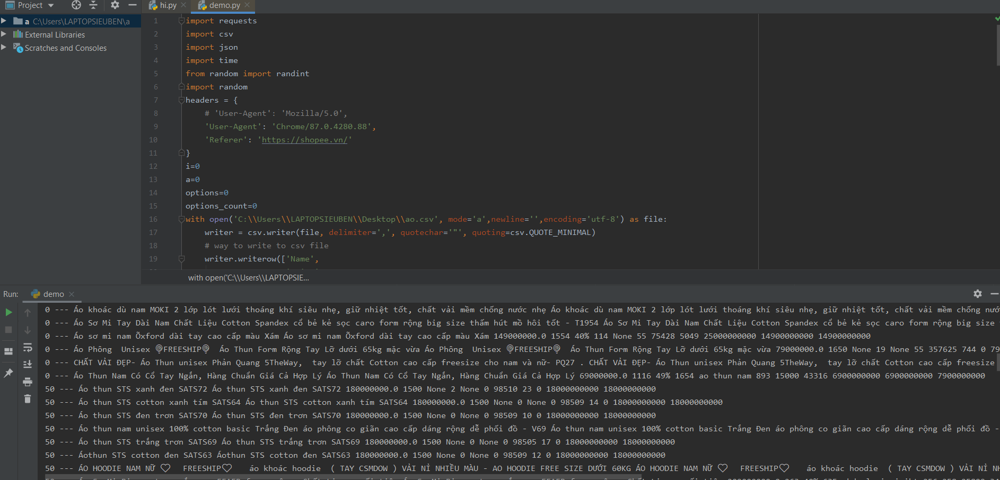 Project
hi.py
demo.py
a C:\Users\LAPTOPSIEUBEN\a
External Libraries
Scratches and Consoles
1 import requests
2 import csv
3 import json
4 import time
5 from random import randint
6 import random
7 headers = {
8 # 'User-Agent': 'Mozilla/5.0',
9 'User-Agent': 'Chrome/87.0.4280.88',
10 'Referer': 'https://shopee.vn/'
11 }
12 i=0
13 a=0
14 options=0
15 options_count=0
16 with open('C:\\Users\\LAPTOPSIEUBEN\\Desktop\\ao.csv', mode='a',newline='',encoding='utf-8') as file:
17 writer = csv.writer(file, delimiter=',', quotechar='"', quoting=csv.QUOTE_MINIMAL)
18 # way to write to csv file
19 writer.writerow(['Name',
with open('C:\\Users\\LAPTOPSIE...
Run: demo
0 --- Áo khoác dù nam MOKI 2 lớp lót lưới thoáng khí siêu nhẹ, giữ nhiệt tốt, chất vải mềm chống nước nhẹ Áo khoác dù nam MOKI 2 lớp lót lưới thoáng khí siêu nhẹ, giữ nhiệt tốt, chất vải mềm chống nướ
0 --- Áo Sơ Mi Tay Dài Nam Chất Liệu Cotton Spandex cổ bẻ kẻ sọc caro form rộng big size thấm hút mồ hôi tốt - T1954 Áo Sơ Mi Tay Dài Nam Chất Liệu Cotton Spandex cổ bẻ kẻ sọc caro form rộng big size
0 --- Áo sơ mi nam Õxford dài tay cao cấp màu Xám Áo sơ mi nam Õxford dài tay cao cấp màu Xám 149000000.0 1554 40% 114 None 55 75428 5049 25000000000 14900000000 14900000000
0 --- Áo Phông Unisex 🍭FREESHIP🍭 Áo Thun Form Rộng Tay Lỡ dưới 65kg mặc vừa Áo Phông Unisex 🍭FREESHIP🍭 Áo Thun Form Rộng Tay Lỡ dưới 65kg mặc vừa 79000000.0 1650 None 19 None 55 357625 744 0 79
0 --- CHẤT VẢI ĐẸP- Áo Thun unisex Phản Quang 5TheWay, tay lỡ chất Cotton cao cấp freesize cho nam và nữ- PQ27 . CHẤT VẢI ĐẸP- Áo Thun unisex Phản Quang 5TheWay, tay lỡ chất Cotton cao cấp freesize
0 --- Áo Thun Nam Có Cổ Tay Ngắn, Hàng Chuẩn Giá Cả Hợp Lý Áo Thun Nam Có Cổ Tay Ngắn, Hàng Chuẩn Giá Cả Hợp Lý 69000000.0 1116 49% 1654 ao thun nam 893 15000 43316 6900000000 6900000000 7900000000
50 --- Áo thun STS xanh đen SATS72 Áo thun STS xanh đen SATS72 180000000.0 1500 None 2 None 0 98510 23 0 18000000000 18000000000
50 --- Áo thun STS cotton xanh tím SATS64 Áo thun STS cotton xanh tím SATS64 180000000.0 1500 None 0 None 0 98509 14 0 18000000000 18000000000
50 --- Áo thun STS đen trơn SATS70 Áo thun STS đen trơn SATS70 180000000.0 1500 None 0 None 0 98509 10 0 18000000000 18000000000
50 --- Áo thun nam unisex 100% cotton basic Trắng Đen áo phông co giãn cao cấp dáng rộng dễ phối đồ - V69 Áo thun nam unisex 100% cotton basic Trắng Đen áo phông co giãn cao cấp dáng rộng dễ phối đồ -
50 --- Áo thun STS trắng trơn SATS69 Áo thun STS trắng trơn SATS69 180000000.0 1500 None 0 None 0 98505 17 0 18000000000 18000000000
50 --- Áothun STS cotton đen SATS63 Áothun STS cotton đen SATS63 180000000.0 1500 None 0 None 0 98509 12 0 18000000000 18000000000
50 --- ÁO HOODIE NAM NỮ ♡ FREESHIP♡ áo khoác hoodie ( TAY CSMDOW ) VẢI NỈ NHIỀU MÀU - AO HOODIE FREE SIZE DƯỚI 60KG ÁO HOODIE NAM NỮ ♡ FREESHIP♡ áo khoác hoodie ( TAY CSMDOW ) VẢI NỈ NH